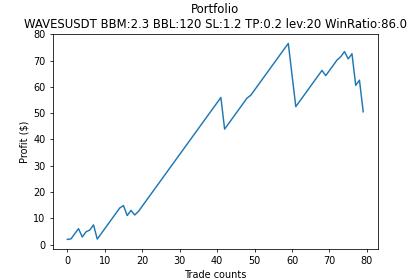 Portfolio
WAVESUSDT BBM:2.3 BBL:120 SL:1.2 TP:0.2 lev:20 WinRatio:86.0
80
70
60
50
40
30
20
10
0
Profit ($)
0 10 20 30 40 50 60 70 80
Trade counts